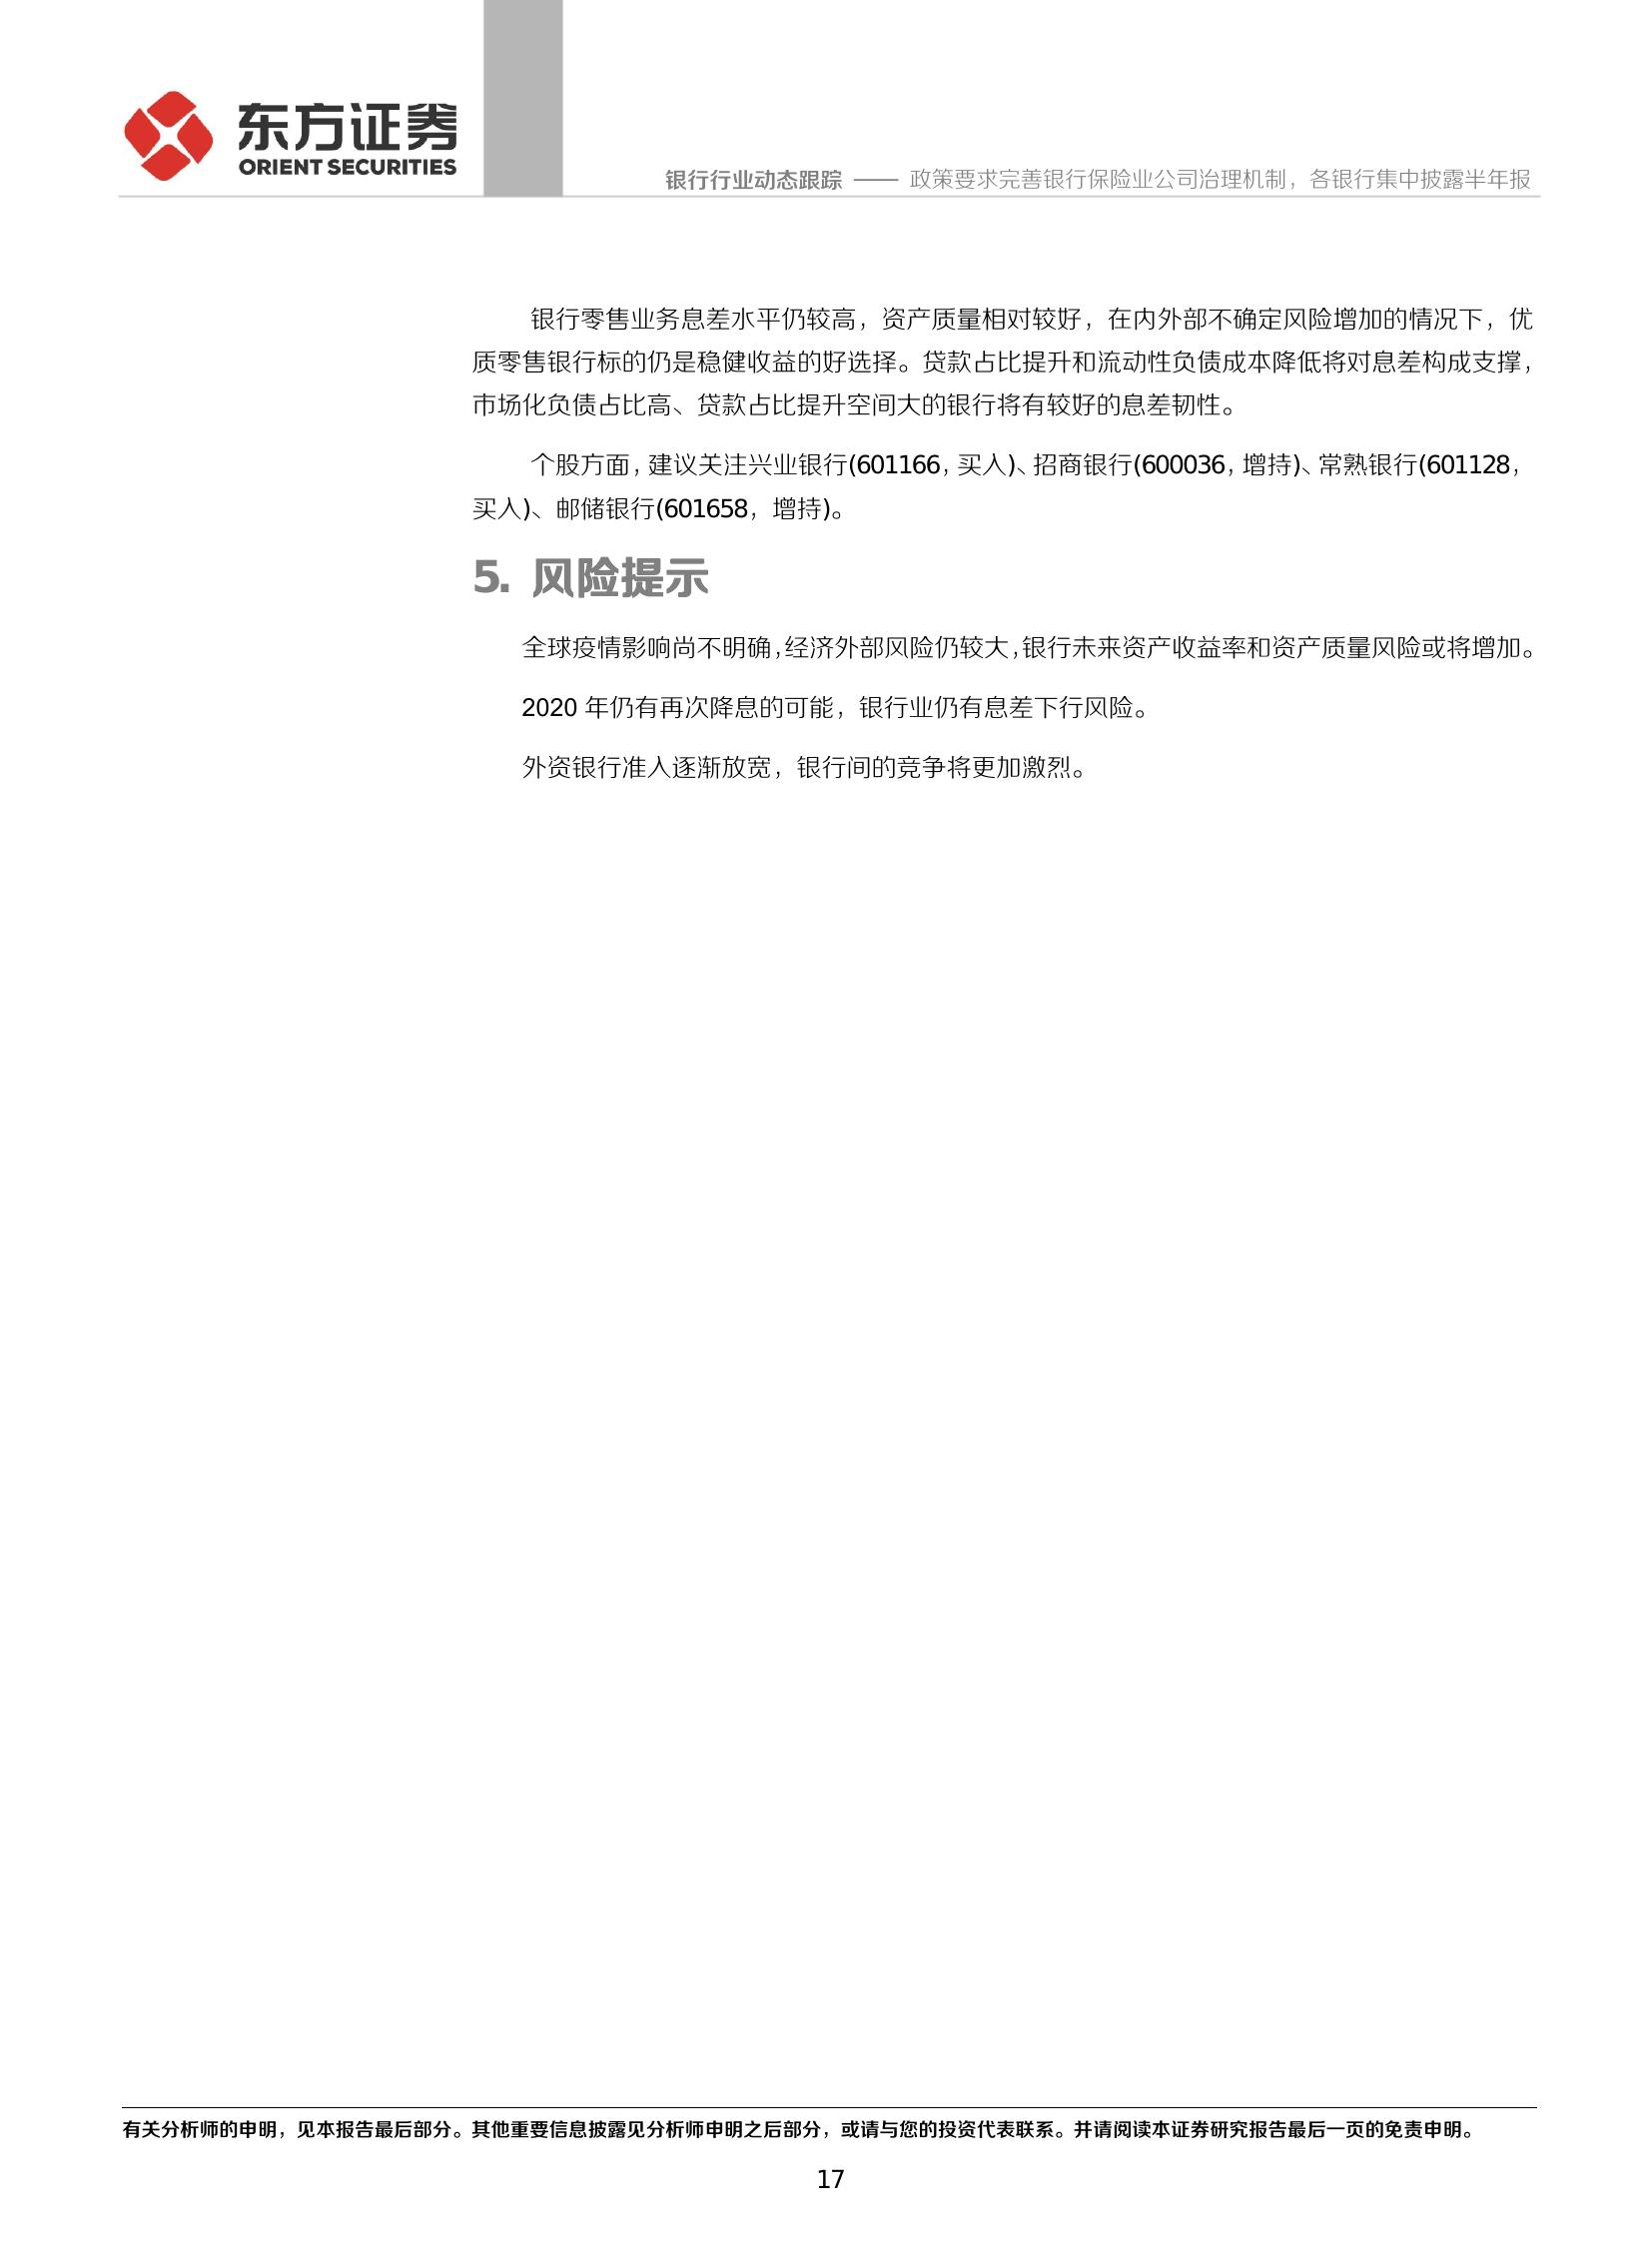 东方证券
ORIENT SECURITIES
银行行业动态跟踪 —— 政策要求完善银行保险业公司治理机制，各银行集中披露半年报
银行零售业务息差水平仍较高，资产质量相对较好，在内外部不确定风险增加的情况下，优
质零售银行标的仍是稳健收益的好选择。贷款占比提升和流动性负债成本降低将对息差构成支撑，
市场化负债占比高、贷款占比提升空间大的银行将有较好的息差韧性。
个股方面，建议关注兴业银行(601166，买入)、招商银行(600036，增持)、常熟银行(601128，
买入)、邮储银行(601658，增持)。
5. 风险提示
全球疫情影响尚不明确，经济外部风险仍较大，银行未来资产收益率和资产质量风险或将增加。
2020 年仍有再次降息的可能，银行业仍有息差下行风险。
外资银行准入逐渐放宽，银行间的竞争将更加激烈。
有关分析师的申明，见本报告最后部分。其他重要信息披露见分析师申明之后部分，或请与您的投资代表联系。并请阅读本证券研究报告最后一页的免责申明。
17